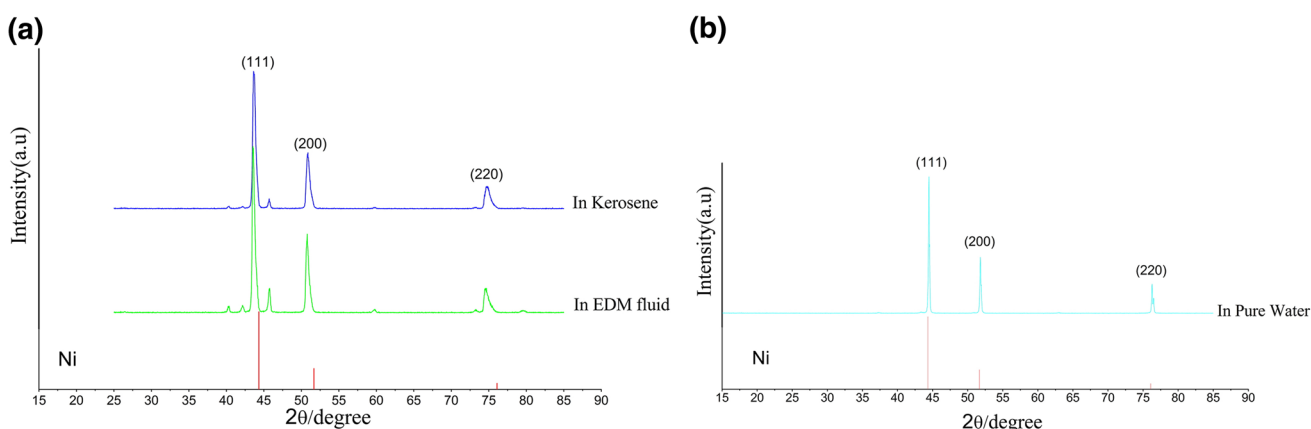 (a)
(111)
(200)
(220)
In Kerosene
In EDM fluid
Intensity(a.u)
Ni
15 20 25 30 35 40 45 50 55 60 65 70 75 80 85 90
2θ/degree
(b)
(111)
(200)
(220)
In Pure Water
Intensity(a.u)
Ni
15 20 25 30 35 40 45 50 55 60 65 70 75 80 85 90
2θ/degree